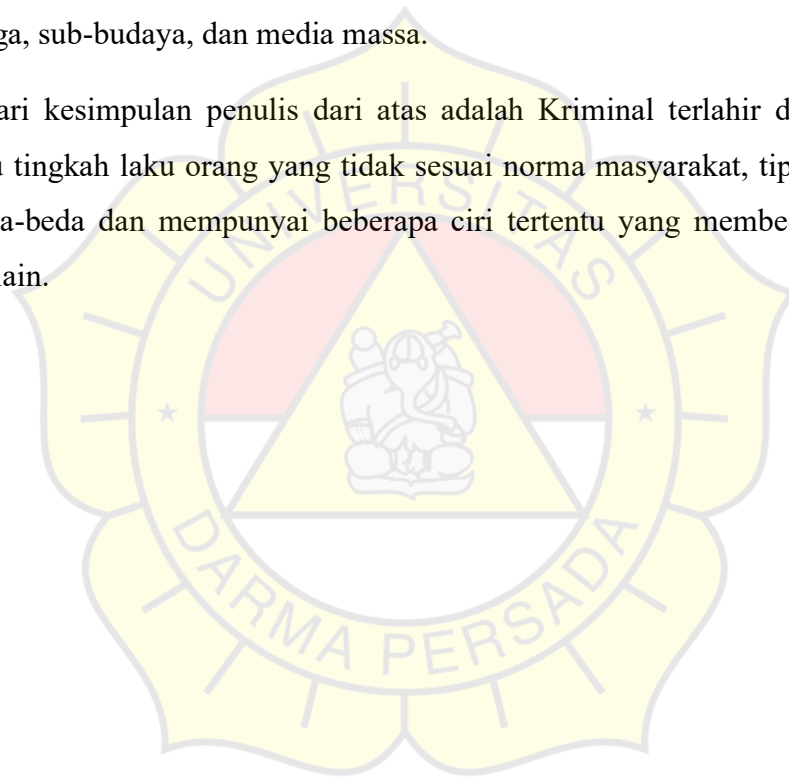 ga, sub-budaya, dan media massa.
ari kesimpulan penulis dari atas adalah Kriminal terlahir d
tingkah laku orang yang tidak sesuai norma masyarakat, tip
a-beda dan mempunyai beberapa ciri tertentu yang membe
ain.
UNIVERSITAS
DARMA PERSADA